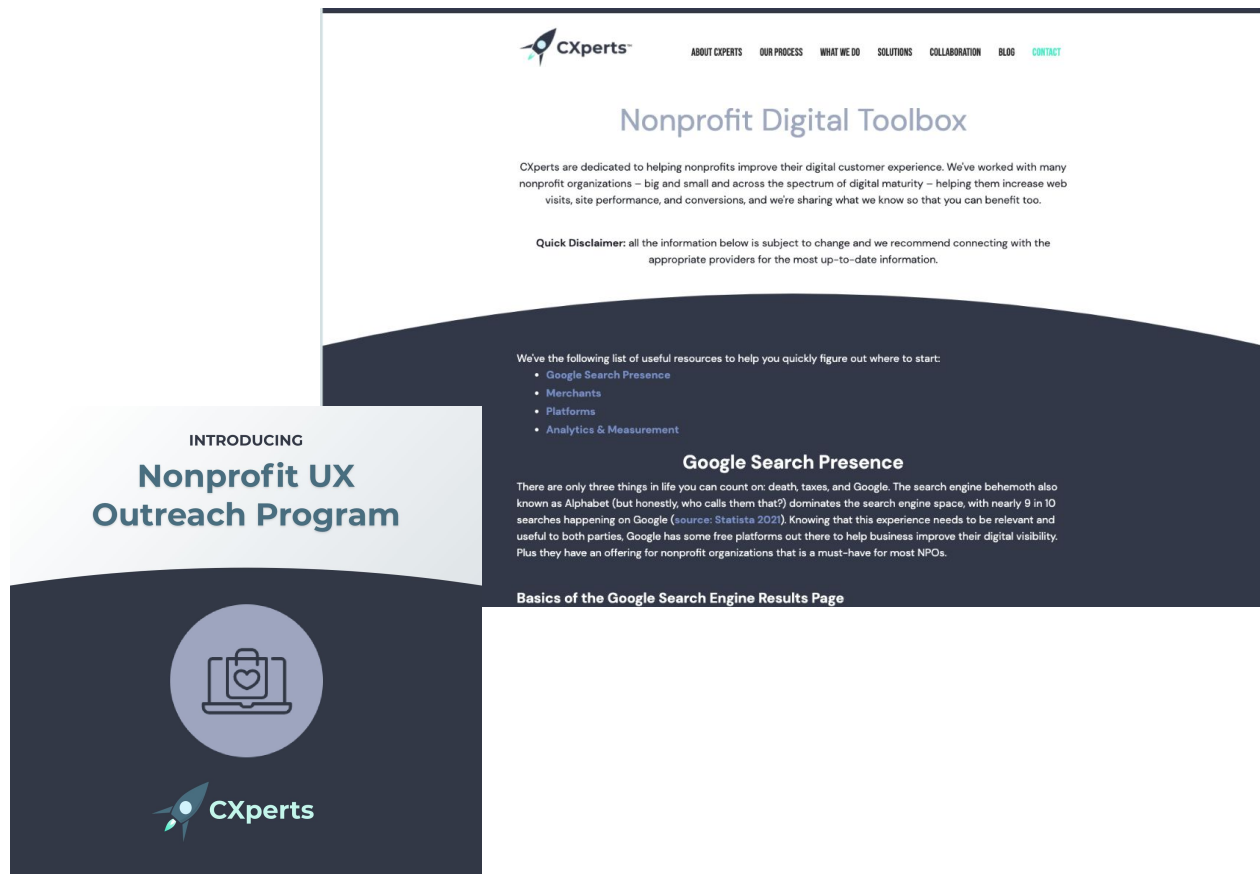 CXperts™
ABOUT CXPERTS OUR PROCESS WHAT WE DO SOLUTIONS COLLABORATION BLOG CONTACT
Nonprofit Digital Toolbox
CXperts are dedicated to helping nonprofits improve their digital customer experience. We've worked with many
nonprofit organizations – big and small and across the spectrum of digital maturity – helping them increase web
visits, site performance, and conversions, and we're sharing what we know so that you can benefit too.
Quick Disclaimer: all the information below is subject to change and we recommend connecting with the
appropriate providers for the most up-to-date information.
We've the following list of useful resources to help you quickly figure out where to start:
• Google Search Presence
• Merchants
• Platforms
• Analytics & Measurement
Google Search Presence
There are only three things in life you can count on: death, taxes, and Google. The search engine behemoth also
known as Alphabet (but honestly, who calls them that?) dominates the search engine space, with nearly 9 in 10
searches happening on Google (source: Statista 2021). Knowing that this experience needs to be relevant and
useful to both parties, Google has some free platforms out there to help business improve their digital visibility.
Plus they have an offering for nonprofit organizations that is a must-have for most NPOs.
Basics of the Google Search Engine Results Page
INTRODUCING
Nonprofit UX
Outreach Program
CXperts